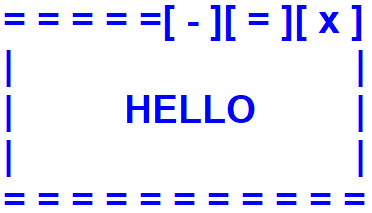 = = = = =[ - ][ = ][ x ]
|                                |
|          HELLO          |
|                                |
= = = = = = = = = = =